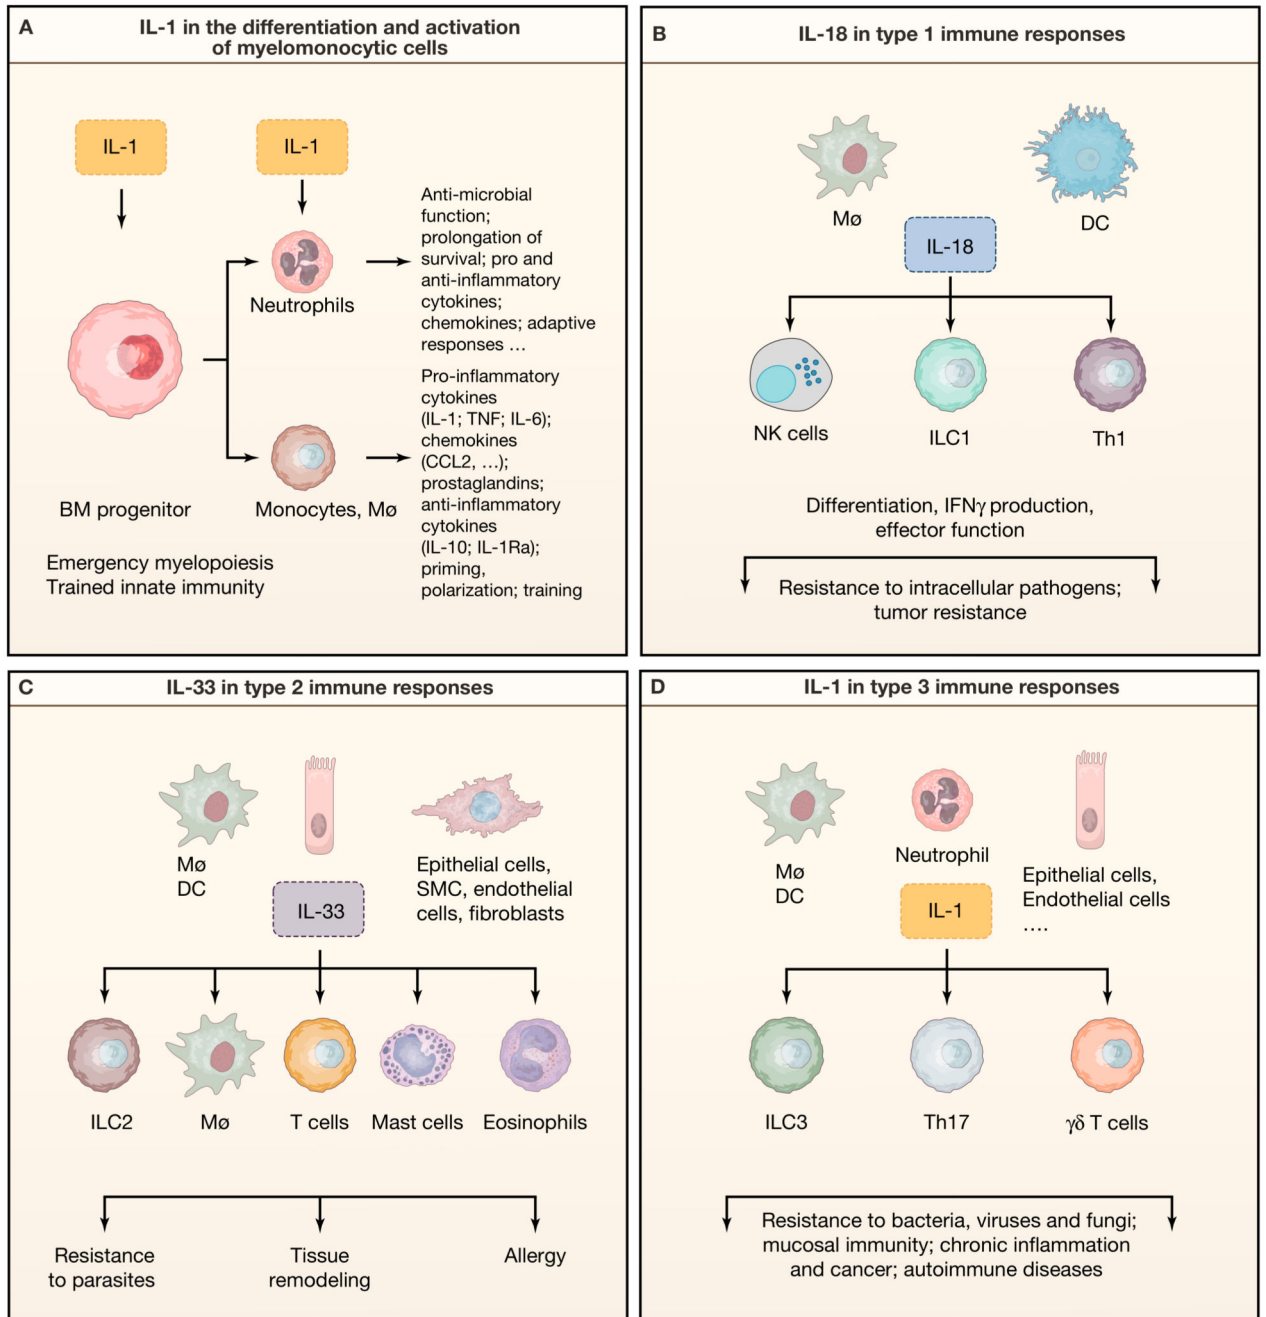 A
IL-1 in the differentiation and activation
of myelomonocytic cells
IL-1
IL-1
Neutrophils
Anti-microbial
function;
prolongation of
survival; pro and
anti-inflammatory
cytokines;
chemokines; adaptive
responses ...
BM progenitor
Monocytes, Mø
Pro-inflammatory
cytokines
(IL-1; TNF; IL-6);
chemokines
(CCL2, ...);
prostaglandins;
anti-inflammatory
cytokines
(IL-10; IL-1Ra);
priming,
polarization; training
Emergency myelopoiesis
Trained innate immunity
B
IL-18 in type 1 immune responses
Mø
DC
IL-18
NK cells
ILC1
Th1
Differentiation, IFNγ production,
effector function
Resistance to intracellular pathogens;
tumor resistance
C
IL-33 in type 2 immune responses
Mø
DC
Epithelial cells,
SMC, endothelial
cells, fibroblasts
IL-33
ILC2
Mø
T cells
Mast cells
Eosinophils
Resistance
to parasites
Tissue
remodeling
Allergy
D
IL-1 in type 3 immune responses
Mø
DC
Neutrophil
Epithelial cells,
Endothelial cells
....
IL-1
ILC3
Th17
γδ T cells
Resistance to bacteria, viruses and fungi;
mucosal immunity; chronic inflammation
and cancer; autoimmune diseases